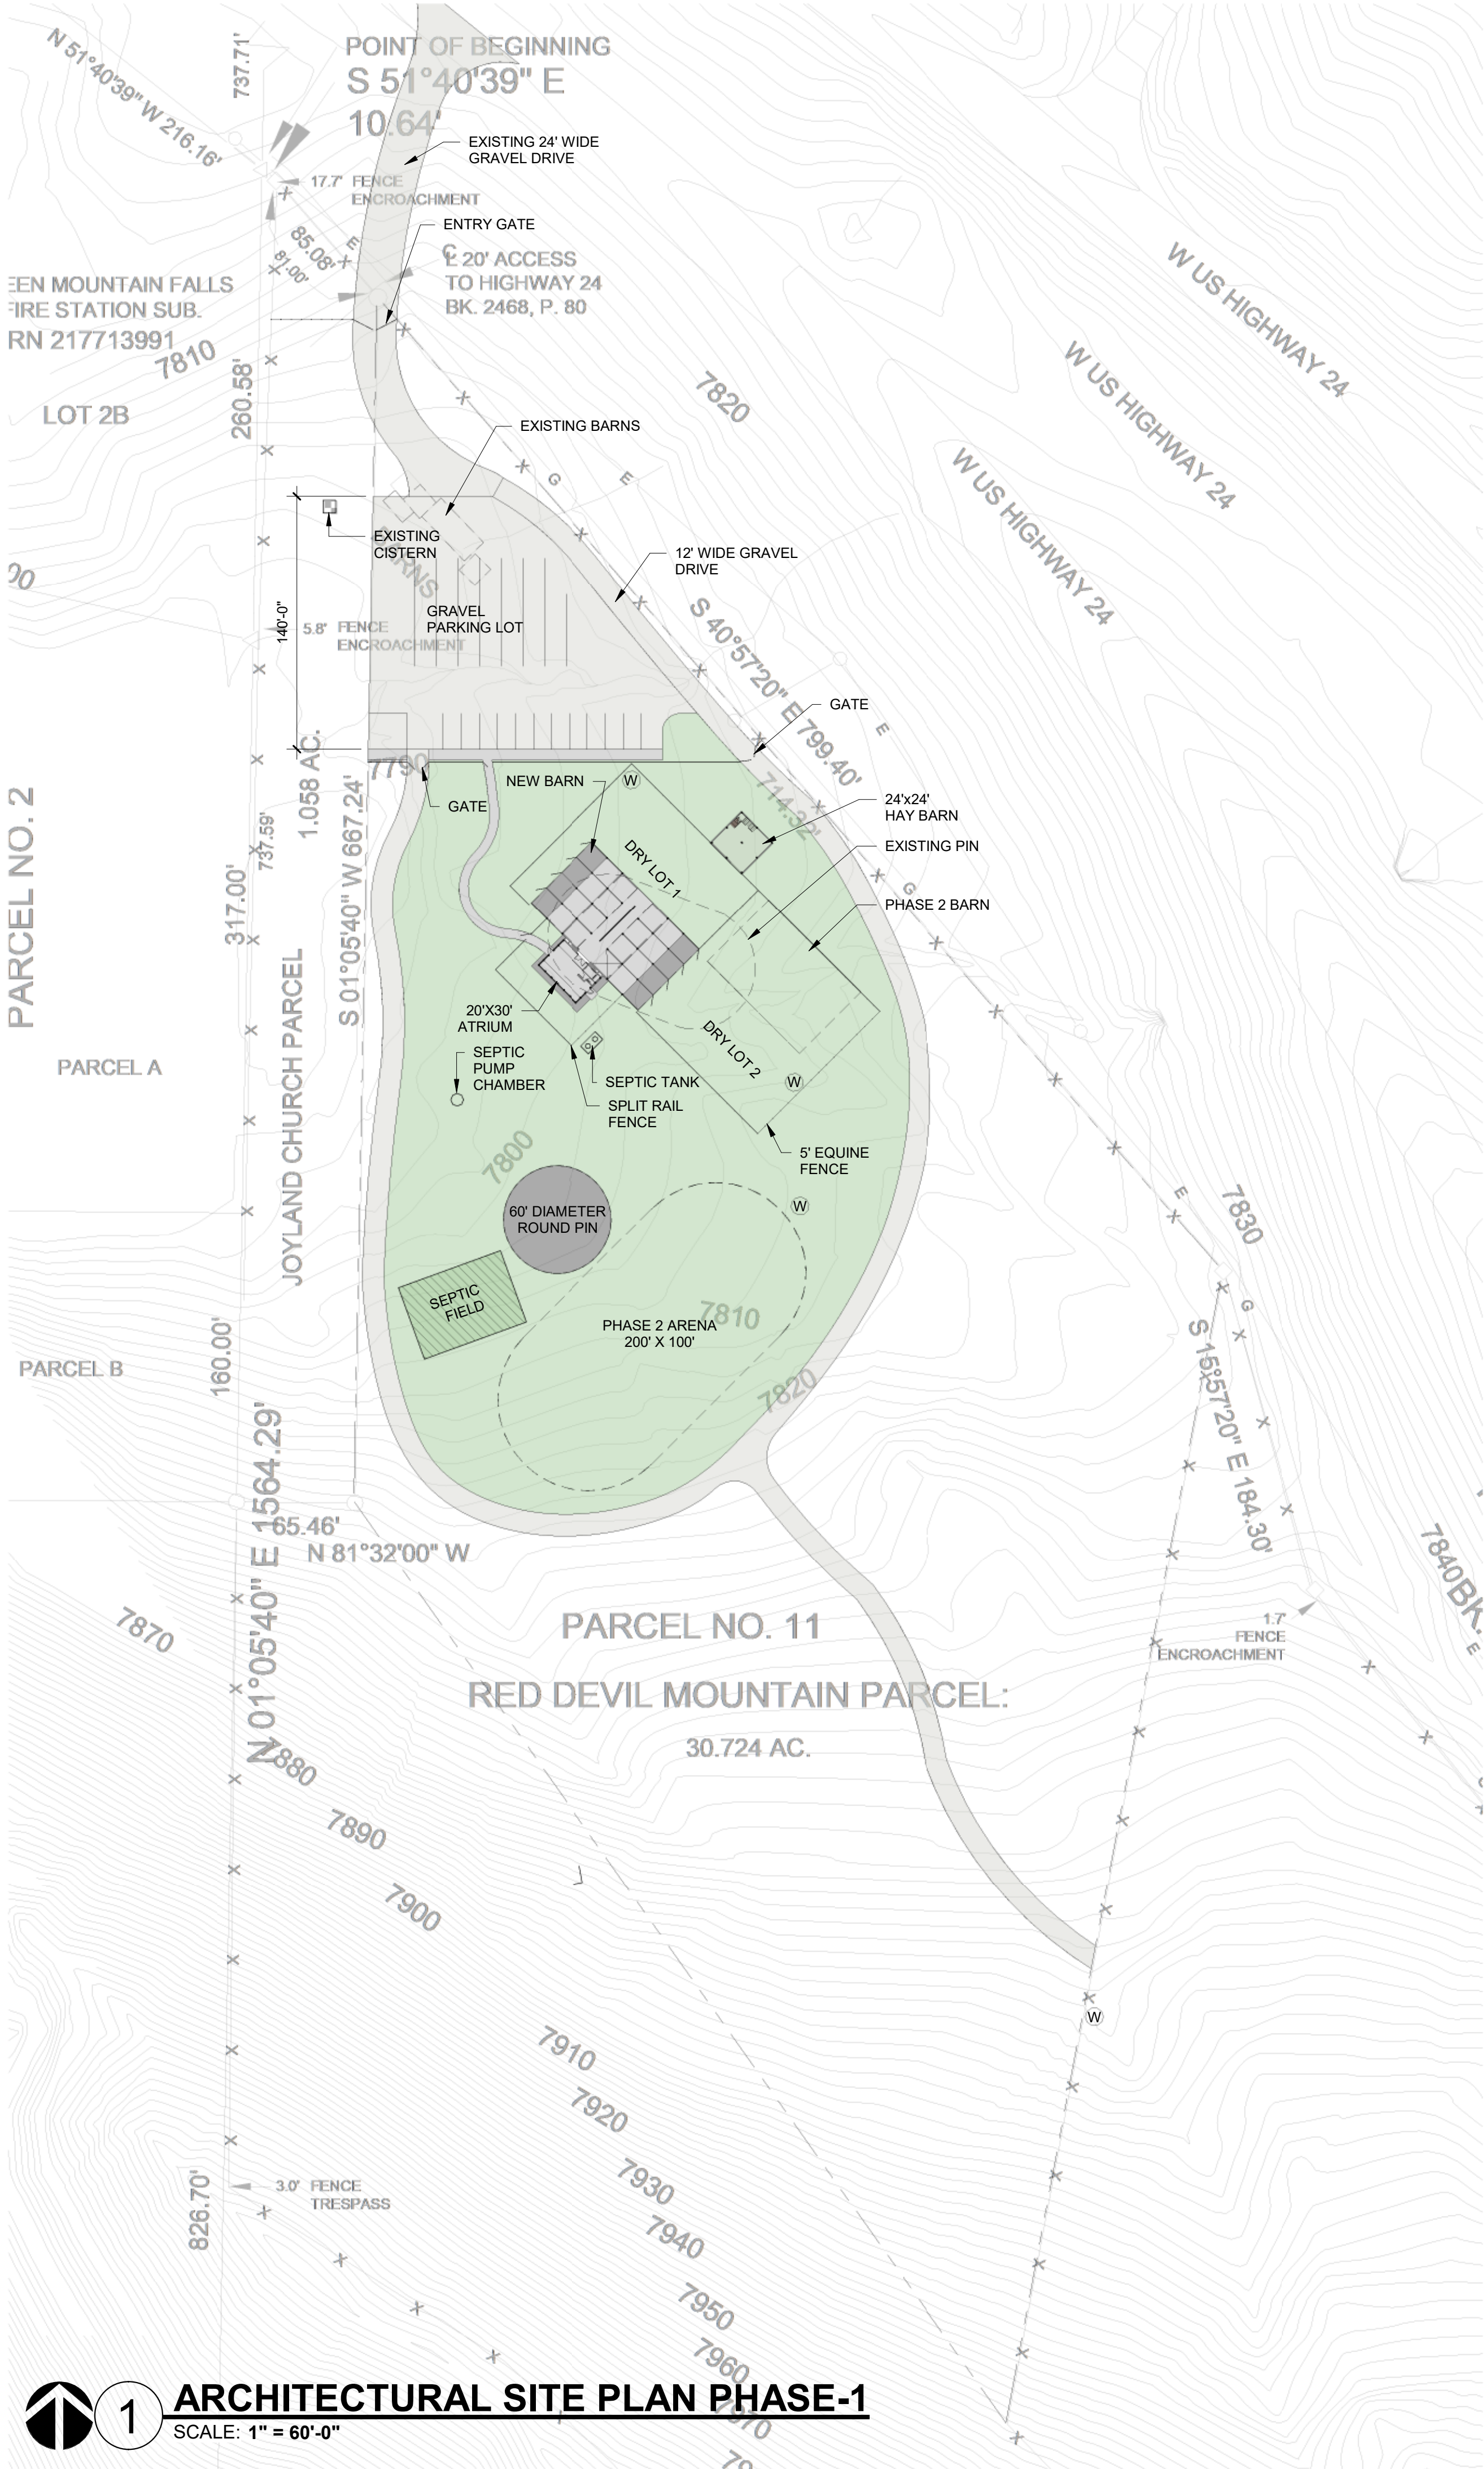 N 51°40'39" W 216.16'
737.71'
POINT OF BEGINNING
S 51°40'39" E
10.64'
EXISTING 24' WIDE
GRAVEL DRIVE
17.7' FENCE
ENCROACHMENT
ENTRY GATE
E
85.08'
81.00'
℄ 20' ACCESS
TO HIGHWAY 24
BK. 2468, P. 80
EEN MOUNTAIN FALLS
FIRE STATION SUB.
RN 217713991
7810
LOT 2B
260.58'
7820
W US HIGHWAY 24
W US HIGHWAY 24
W US HIGHWAY 24
EXISTING BARNS
G
E
EXISTING
CISTERN
BARNS
12' WIDE GRAVEL
DRIVE
140'-0"
GRAVEL
PARKING LOT
5.8' FENCE
ENCROACHMENT
S 40°57'20" E 799.40'
GATE
E
7790
NEW BARN
W
GATE
714.32'
24'x24'
HAY BARN
EXISTING PIN
G
PHASE 2 BARN
DRY LOT 1
1.058 AC.
737.59'
PARCEL NO. 2
317.00'
S 01°05'40" W 667.24'
JOYLAND CHURCH PARCEL
20'X30'
ATRIUM
SEPTIC
PUMP
CHAMBER
DRY LOT 2
SEPTIC TANK
W
SPLIT RAIL
FENCE
PARCEL A
5' EQUINE
FENCE
7800
W
E
7830
60' DIAMETER
ROUND PIN
SEPTIC
FIELD
PHASE 2 ARENA
200' X 100'
7810
G
S 15°57'20" E 184.30'
160.00'
PARCEL B
7820
N 01°05'40" E 1564.29'
65.46'
N 81°32'00" W
7840
BK.
E
7870
PARCEL NO. 11
1.7'
FENCE
ENCROACHMENT
RED DEVIL MOUNTAIN PARCEL:
30.724 AC.
7880
7890
7900
W
7910
7920
7930
7940
7950
7960
7970
826.70'
3.0' FENCE
TRESPASS
1
ARCHITECTURAL SITE PLAN PHASE-1
SCALE: 1" = 60'-0"